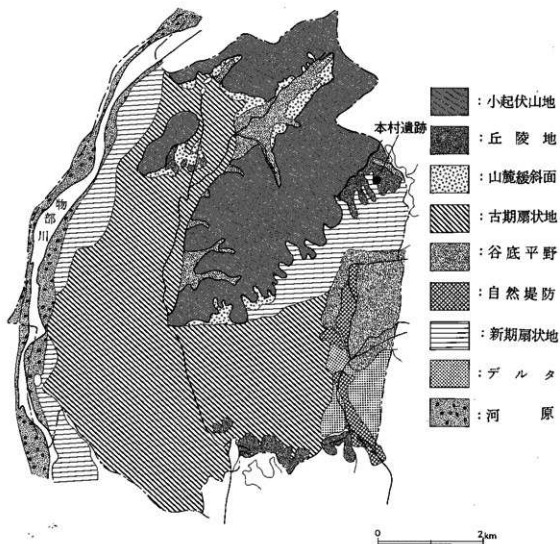 本村遺跡
物部川
：小起伏山地
：丘陵地
：山麓緩斜面
：古期扇状地
：谷底平野
：自然堤防
：新期扇状地
：デルタ
：河原
0 2km